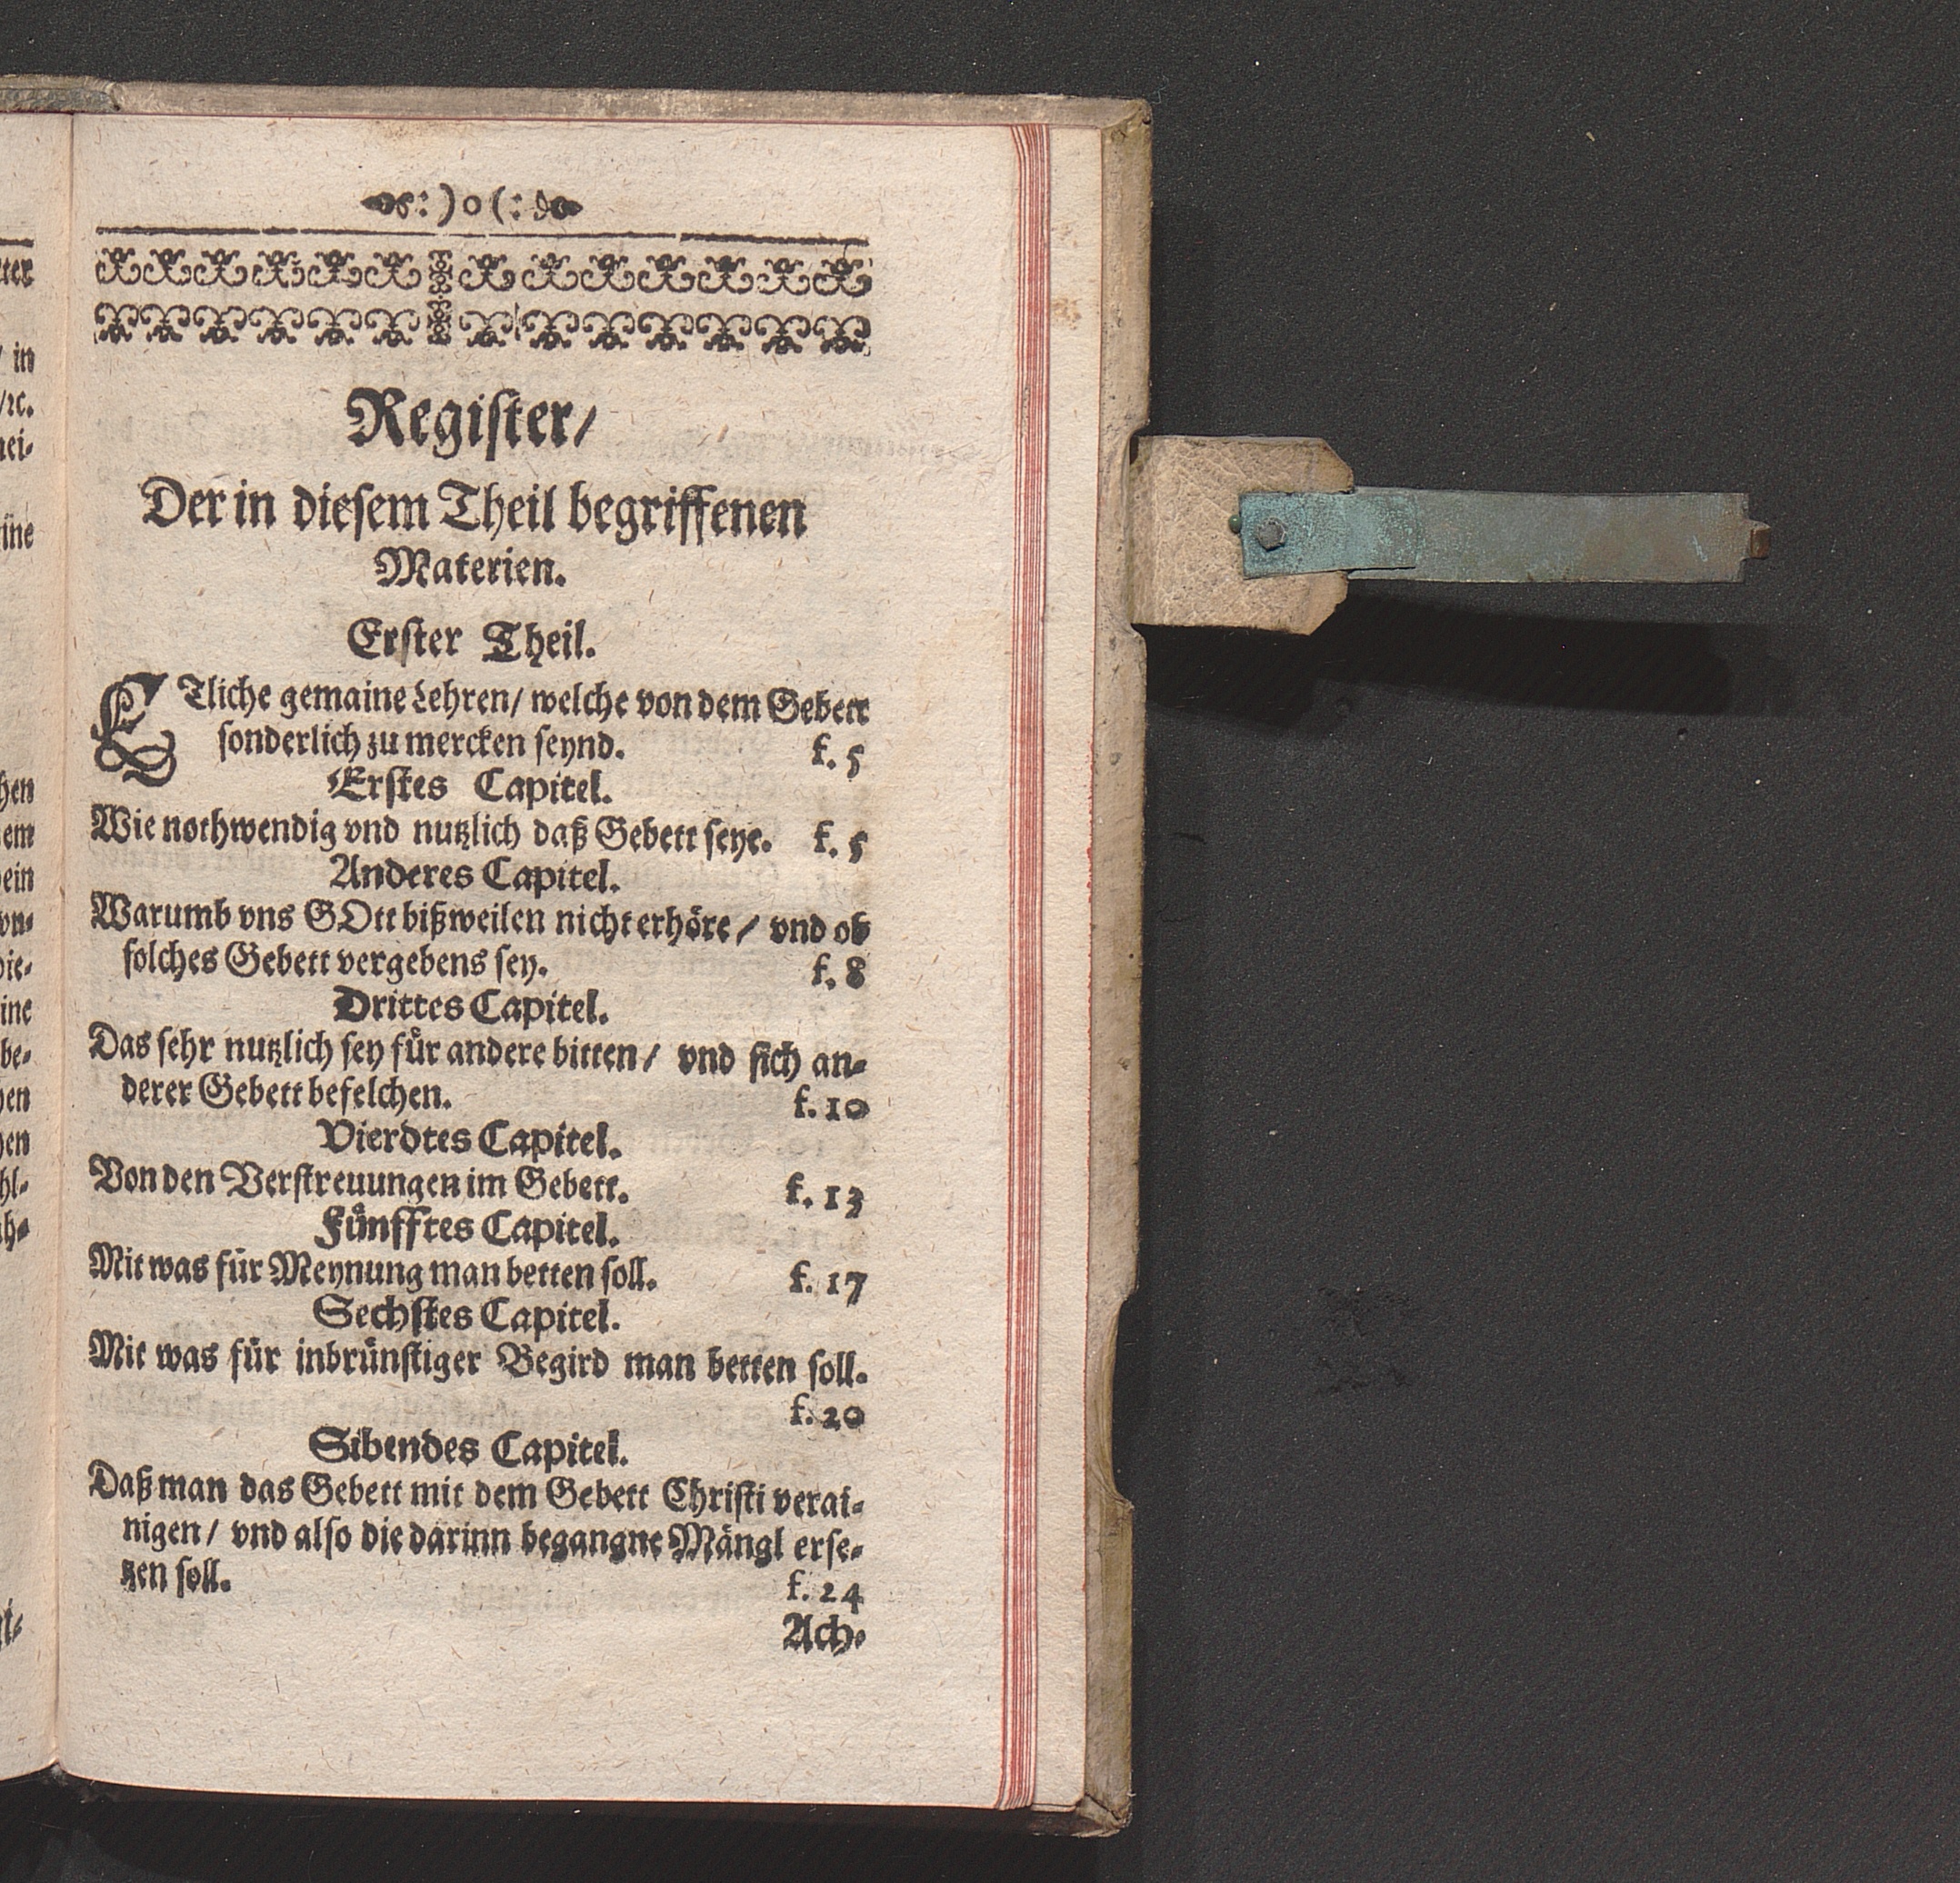 :)o(:
Register/
Der in diesem Theil begriffenen
Materien.
Erster Theil.
ETliche gemaine Lehren/ welche von dem Gebett
sonderlich zu mercken seynd. f. 5
Erstes Capitel.
Wie nothwendig vnd nutzlich daß Gebett seye. f. 5
Anderes Capitel.
Warumb vns GOtt bißweilen nicht erhöre / vnd ob
solches Gebett vergebens sey. f. 8
Drittes Capitel.
Das sehr nutzlich sey für andere bitten / vnd sich an-
derer Gebett befelchen. f. 10
Vierdtes Capitel.
Von den Verstreuungen im Gebett. f. 13
Fünfftes Capitel.
Mit was für Meynung man betten soll. f. 17
Sechstes Capitel.
Mit was für inbrünstiger Begird man betten soll.
f. 20
Sibendes Capitel.
Daß man das Gebett mit dem Gebett Christi verai-
nigen / vnd also die darinn begangne Mängl erse-
tzen soll. f. 24
Ach-